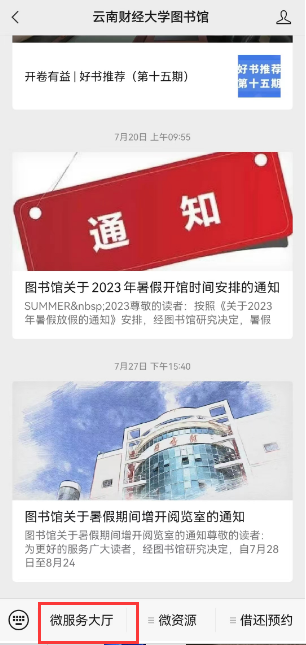 云南财经大学图书馆
开卷有益 | 好书推荐（第十五期）
好书推荐
第十五期
7月20日 上午09:55
通知
图书馆关于2023年暑假开馆时间安排的通知
SUMMER&nbsp;2023尊敬的读者：按照《关于2023
年暑假放假的通知》安排，经图书馆研究决定，暑假
7月27日 下午15:40
图书馆关于暑假期间增开阅览室的通知
图书馆关于暑假期间增开阅览室的通知尊敬的读者：
为更好的服务广大读者，经图书馆研究决定，自7月28
日至8月24
微服务大厅
微资源
借还|预约